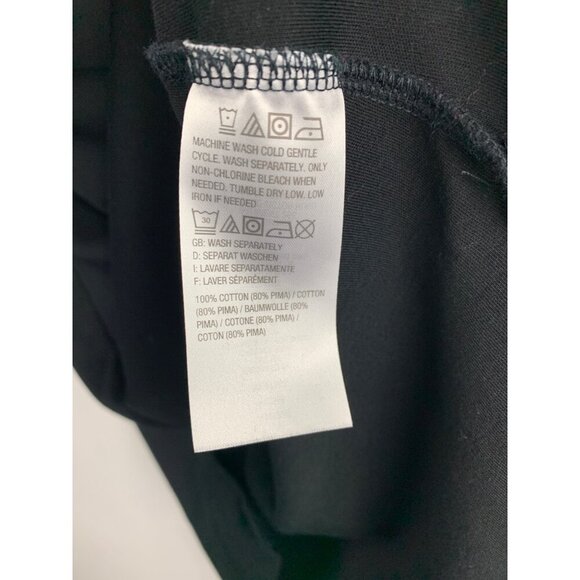 MACHINE WASH COLD GENTLE
CYCLE. WASH SEPARATELY. ONLY
NON-CHLORINE BLEACH WHEN
NEEDED. TUMBLE DRY LOW. LOW
IRON IF NEEDED
30
GB: WASH SEPARATELY
D: SEPARAT WASCHEN
I: LAVARE SEPARATAMENTE
F: LAVER SÉPARÉMENT
100% COTTON (80% PIMA) / COTTON
(80% PIMA) / BAUMWOLLE (80%
PIMA) / COTONE (80% PIMA) /
COTON (80% PIMA)